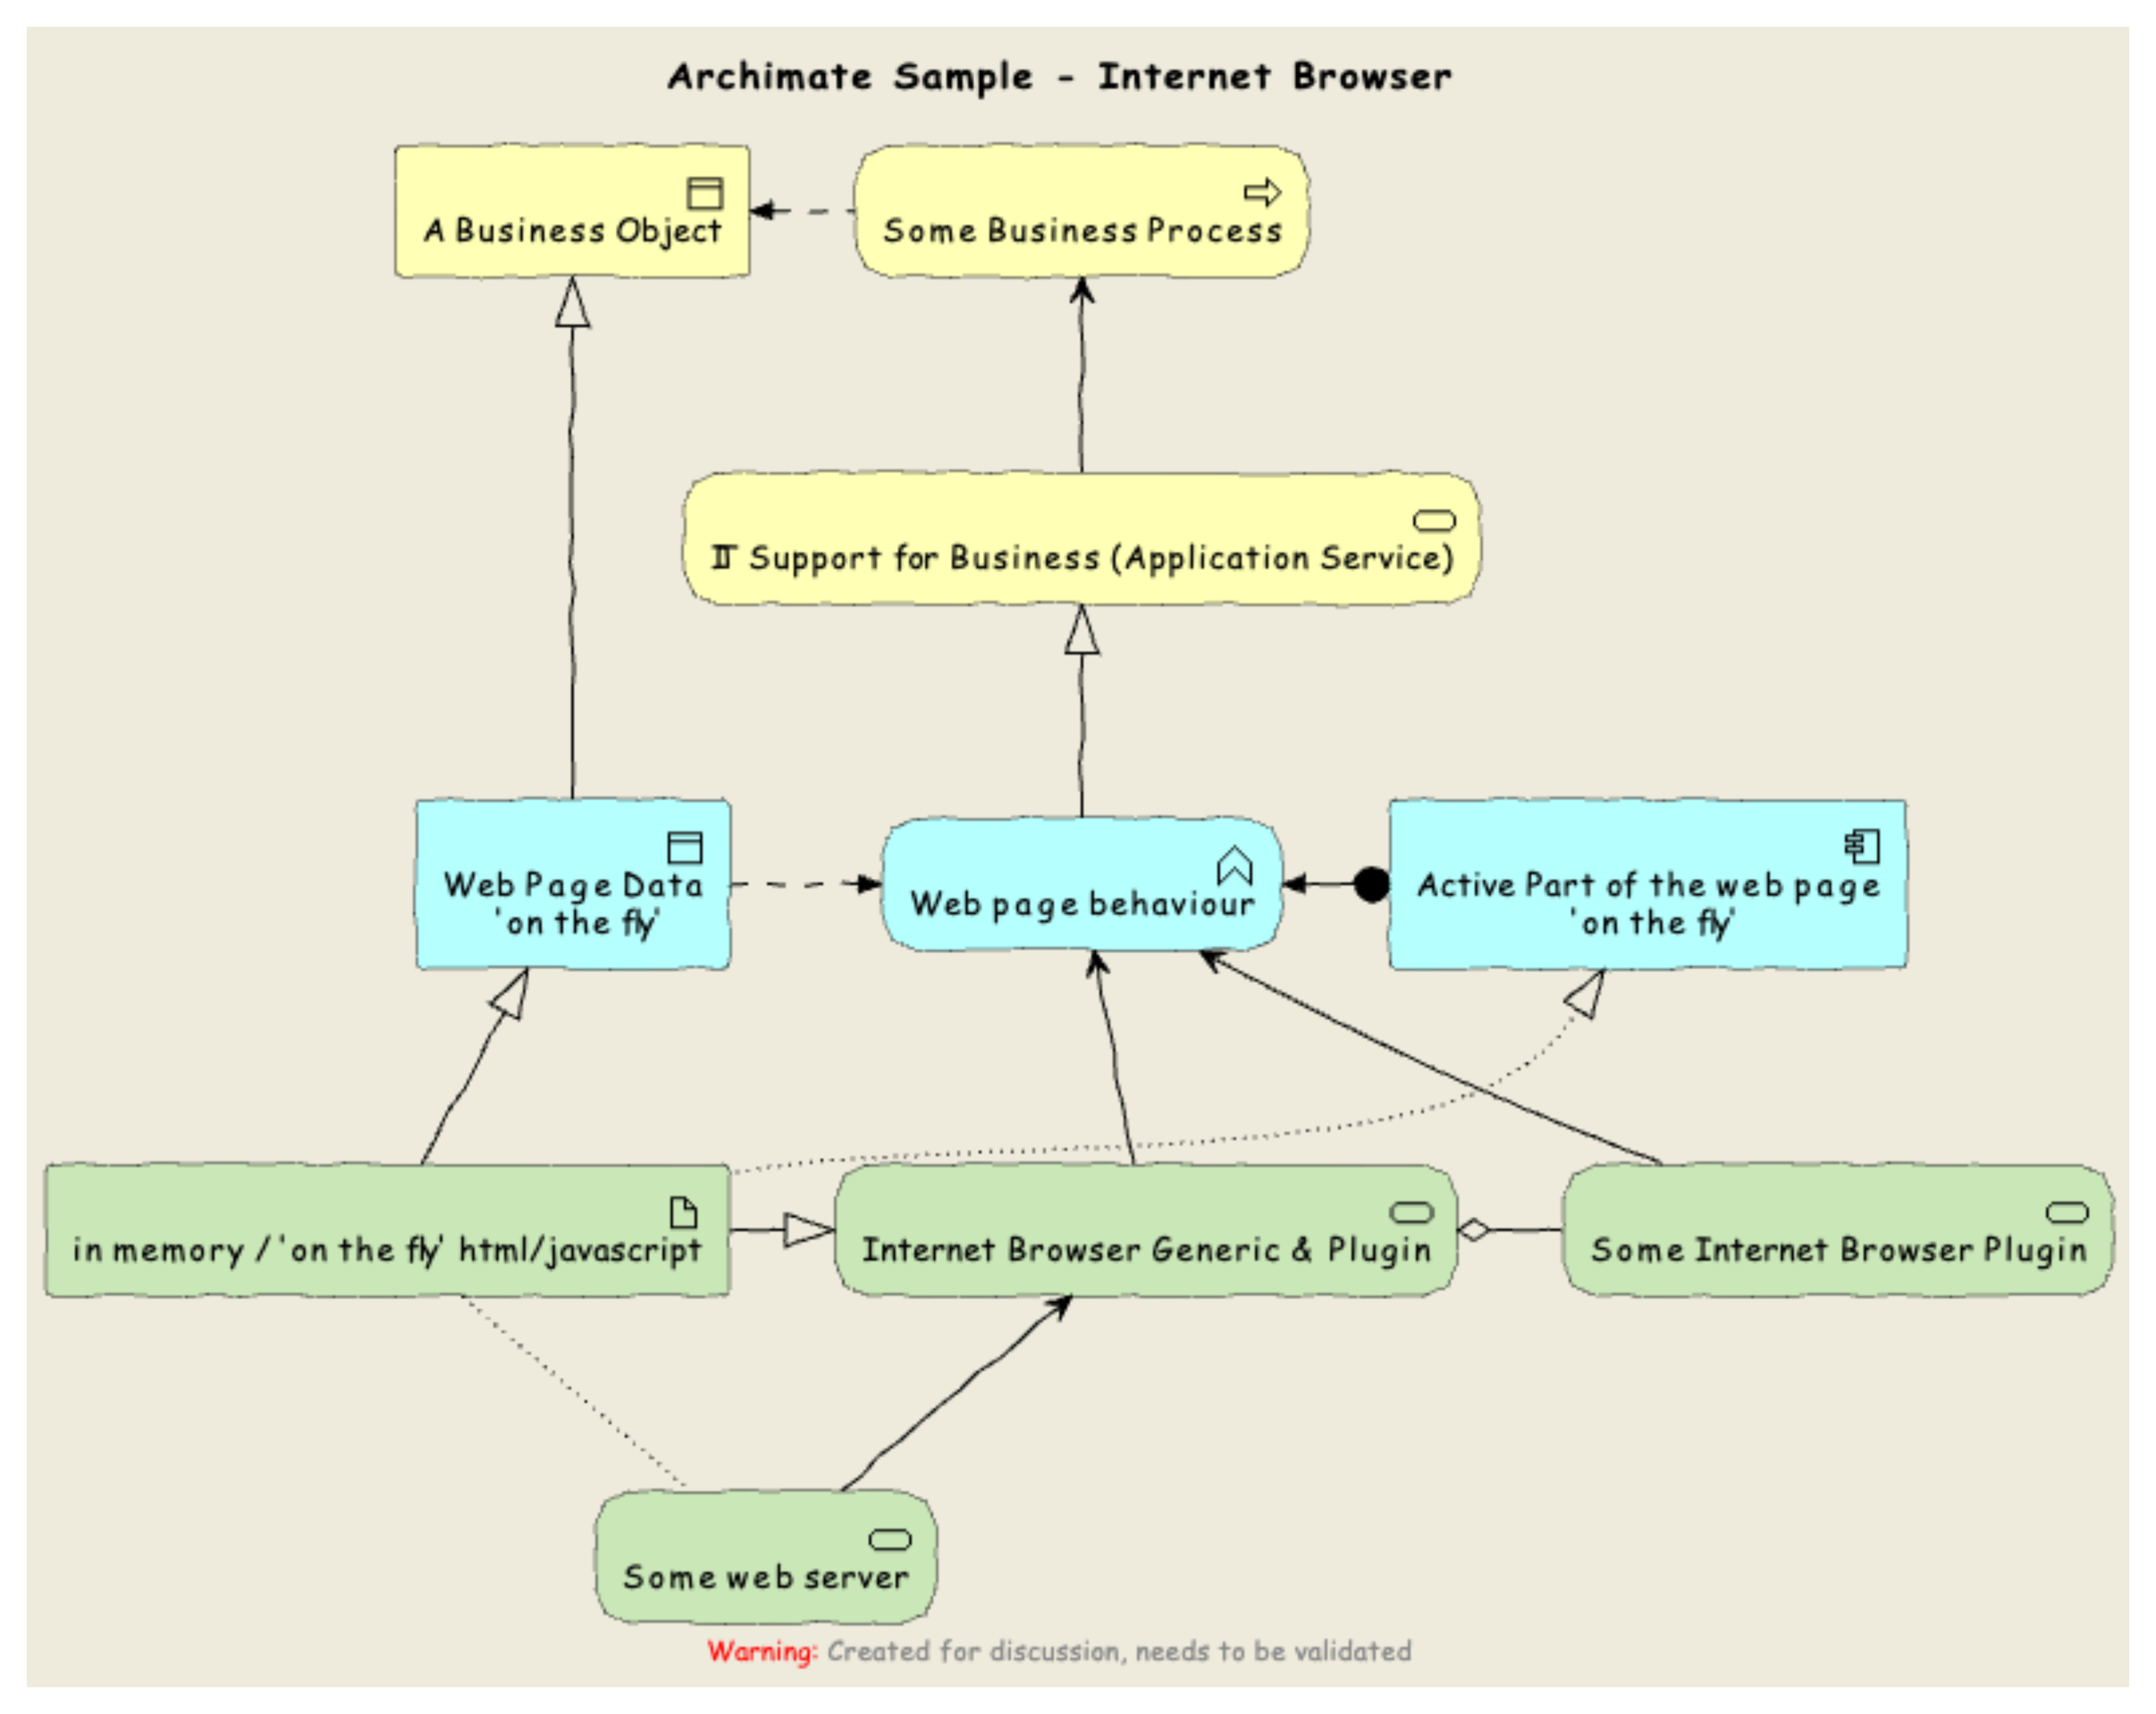 Archimate Sample - Internet Browser
A Business Object
Some Business Process
IT Support for Business (Application Service)
Web Page Data
'on the fly'
Web page behaviour
Active Part of the web page
'on the fly'
in memory / 'on the fly' html/javascript
Internet Browser Generic & Plugin
Some Internet Browser Plugin
Some web server
Warning: Created for discussion, needs to be validated